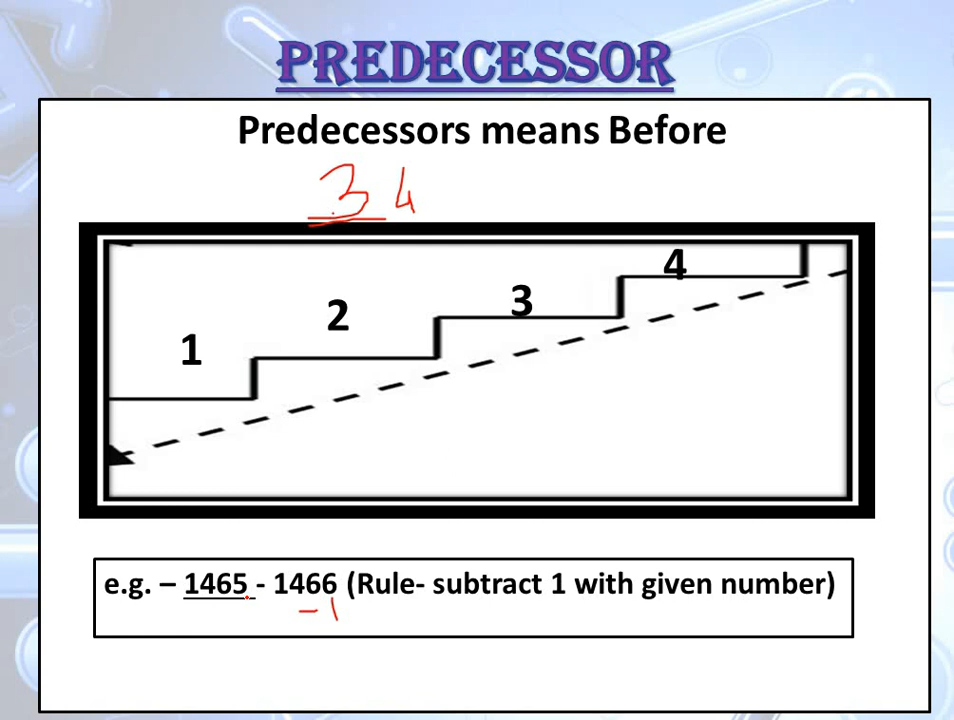 PREDECESSOR
Predecessors means Before
3 4
4
3
2
1
e.g. – 1465 - 1466 (Rule- subtract 1 with given number)
– 1